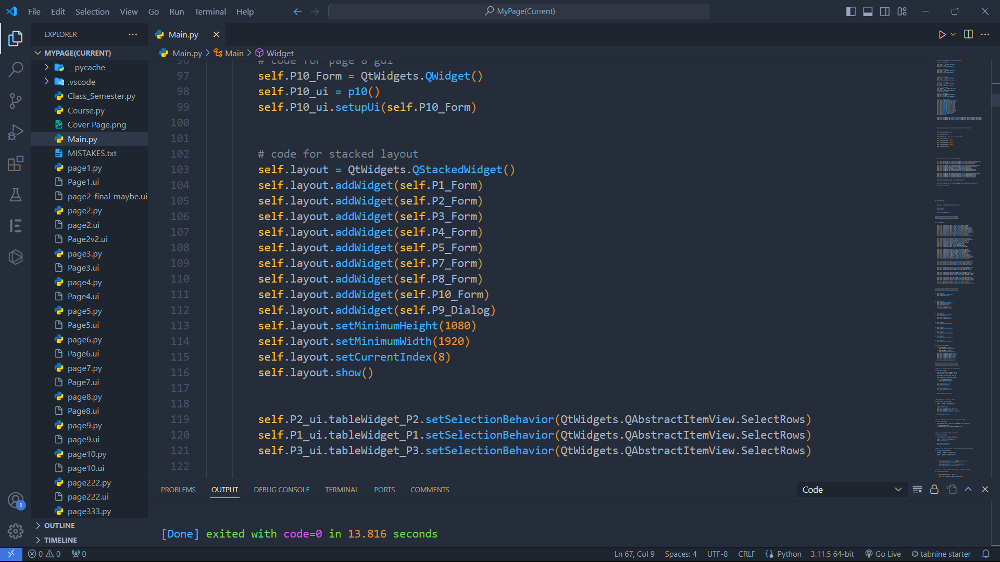 File Edit Selection View Go Run Terminal Help
MyPage(Current)
EXPLORER
Main.py
MYPAGE(CURRENT)
Main.py > Main > Widget
__pycache__
.vscode
Class_Semester.py
Course.py
Cover Page.png
Main.py
MISTAKES.txt
page1.py
Page1.ui
page2-final-maybe.ui
page2.py
page2.ui
Page2v2.ui
page3.py
Page3.ui
page4.py
Page4.ui
page5.py
Page5.ui
page6.py
Page6.ui
page7.py
Page7.ui
page8.py
Page8.ui
page9.py
page9.ui
page10.py
page10.ui
page222.py
page222.ui
page333.py
OUTLINE
TIMELINE
96 # code for page 8 gui
97 self.P10_Form = QtWidgets.QWidget()
98 self.P10_ui = p10()
99 self.P10_ui.setupUi(self.P10_Form)
100
101
102 # code for stacked layout
103 self.layout = QtWidgets.QStackedWidget()
104 self.layout.addWidget(self.P1_Form)
105 self.layout.addWidget(self.P2_Form)
106 self.layout.addWidget(self.P3_Form)
107 self.layout.addWidget(self.P4_Form)
108 self.layout.addWidget(self.P5_Form)
109 self.layout.addWidget(self.P7_Form)
110 self.layout.addWidget(self.P8_Form)
111 self.layout.addWidget(self.P10_Form)
112 self.layout.addWidget(self.P9_Dialog)
113 self.layout.setMinimumHeight(1080)
114 self.layout.setMinimumWidth(1920)
115 self.layout.setCurrentIndex(8)
116 self.layout.show()
117
118
119 self.P2_ui.tableWidget_P2.setSelectionBehavior(QtWidgets.QAbstractItemView.SelectRows)
120 self.P1_ui.tableWidget_P1.setSelectionBehavior(QtWidgets.QAbstractItemView.SelectRows)
121 self.P3_ui.tableWidget_P3.setSelectionBehavior(QtWidgets.QAbstractItemView.SelectRows)
122
PROBLEMS OUTPUT DEBUG CONSOLE TERMINAL PORTS COMMENTS
Code
[Done] exited with code=0 in 13.816 seconds
1
0 0 0
Ln 67, Col 9 Spaces: 4 UTF-8 CRLF Python 3.11.5 64-bit Go Live tabnine starter